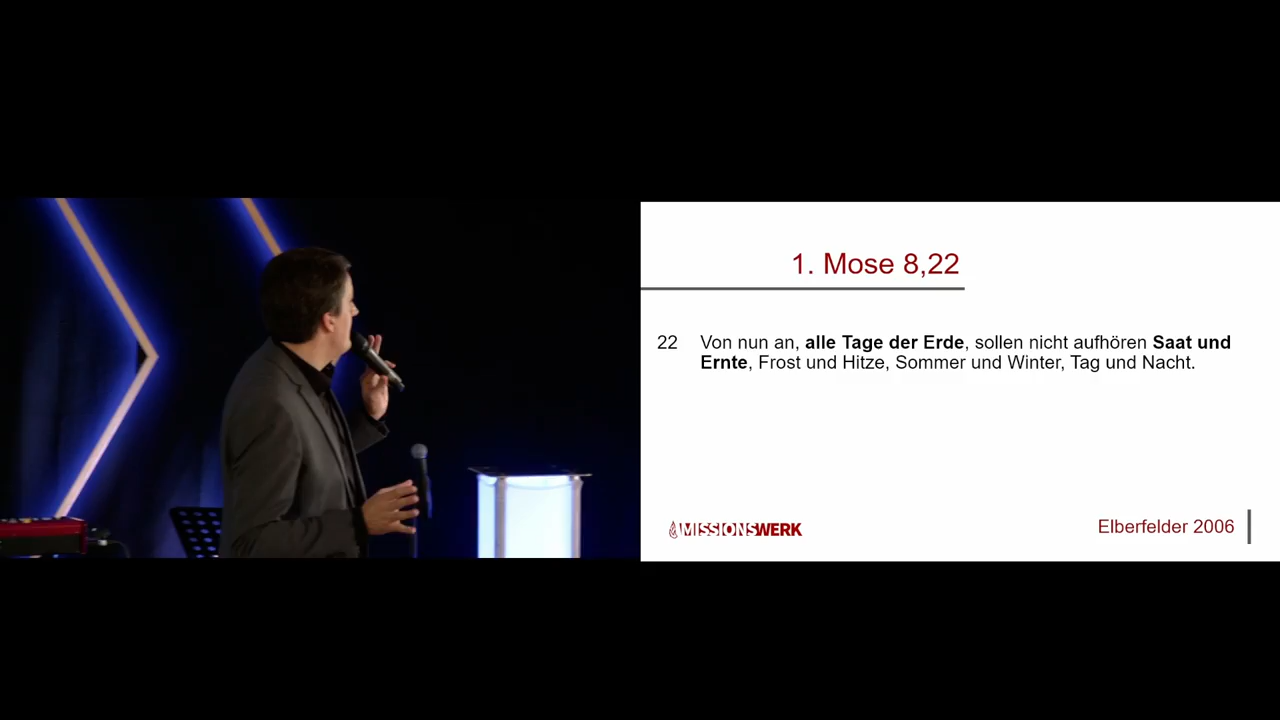 1. Mose 8,22
22 Von nun an, alle Tage der Erde, sollen nicht aufhören Saat und
Ernte, Frost und Hitze, Sommer und Winter, Tag und Nacht.
MISSIONSWERK
Elberfelder 2006